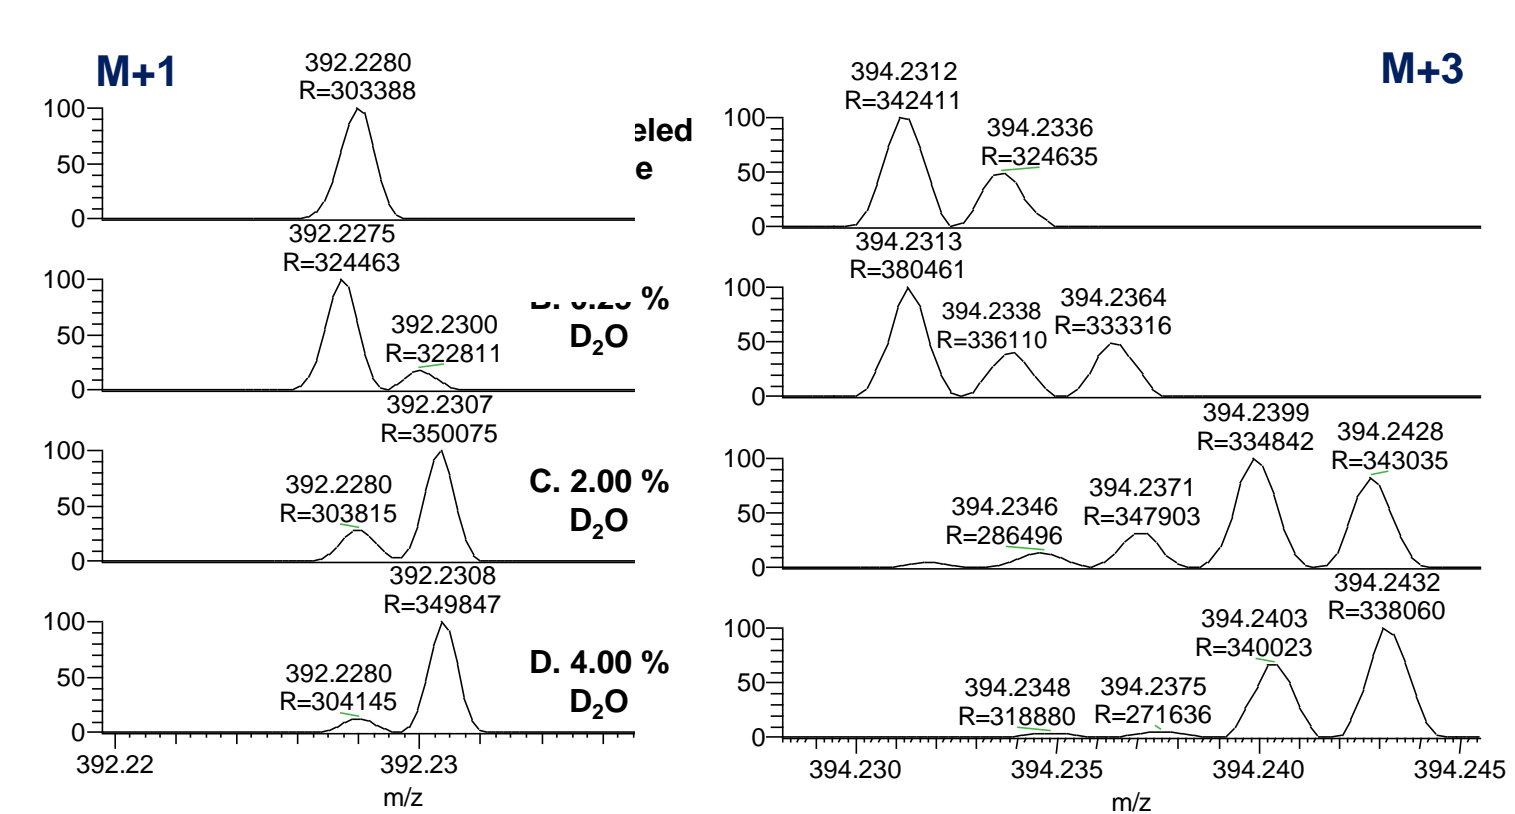 M+1
392.2280
R=303388
100
50
0
eled
e
392.2275
R=324463
392.2300
R=322811
100
50
0
%
D2O
392.2307
R=350075
392.2280
R=303815
100
50
0
C. 2.00 %
D2O
392.2308
R=349847
392.2280
R=304145
100
50
0
D. 4.00 %
D2O
392.22 392.23
m/z
M+3
394.2312
R=342411
394.2336
R=324635
100
50
0
394.2313
R=380461
394.2338
R=336110
394.2364
R=333316
100
50
0
394.2399
R=334842
394.2428
R=343035
394.2346
R=286496
394.2371
R=347903
100
50
0
394.2432
R=338060
394.2403
R=340023
394.2348
R=318880
394.2375
R=271636
100
50
0
394.230 394.235 394.240 394.245
m/z